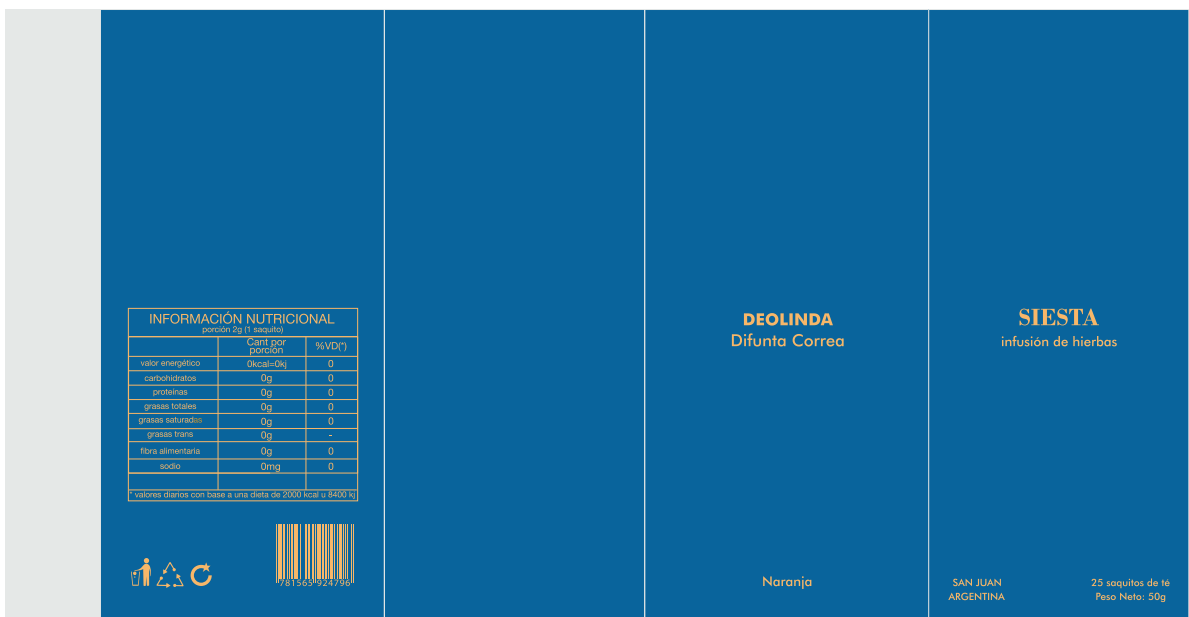 INFORMACIÓN NUTRICIONAL
porción 2g (1 saquito)
Cant por porción %VD(*)
valor energético 0kcal=0kj 0
carbohidratos 0g 0
proteínas 0g 0
grasas totales 0g 0
grasas saturadas 0g 0
grasas trans 0g -
fibra alimentaria 0g 0
sodio 0mg 0
* valores diarios con base a una dieta de 2000 kcal u 8400 kj
781565 924796
DEOLINDA
Difunta Correa
Naranja
SIESTA
infusión de hierbas
SAN JUAN
ARGENTINA
25 saquitos de té
Peso Neto: 50g